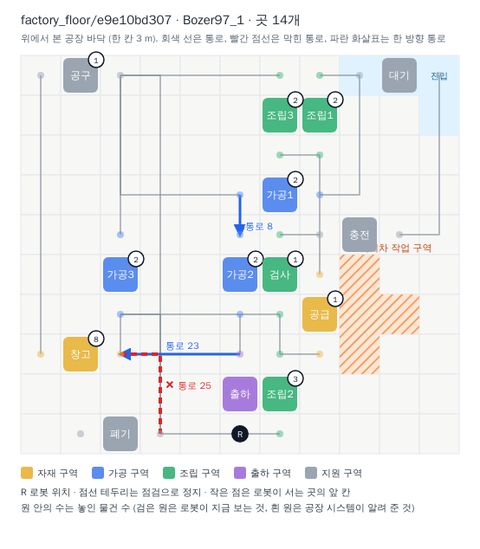 factory_floor/e9e10bd307 · Bozer97_1 · 곳 14개
위에서 본 공장 바닥 (한 칸 3 m). 회색 선은 통로, 빨간 점선은 막힌 통로, 파란 화살표는 한 방향 통로
공구 1
대기
조립3 2
조립1 2
가공1 2
통로 8
충전
차 작업 구역
가공3 2
가공2 2
검사 1
공급 1
통로 23
창고 8
✕ 통로 25
출하
조립2 3
폐기
R
자재 구역 가공 구역 조립 구역 출하 구역 지원 구역
R 로봇 위치 · 점선 테두리는 점검으로 정지 · 작은 점은 로봇이 서는 곳의 앞 칸
원 안의 수는 놓인 물건 수 (검은 원은 로봇이 지금 보는 것, 흰 원은 공장 시스템이 알려 준 것)